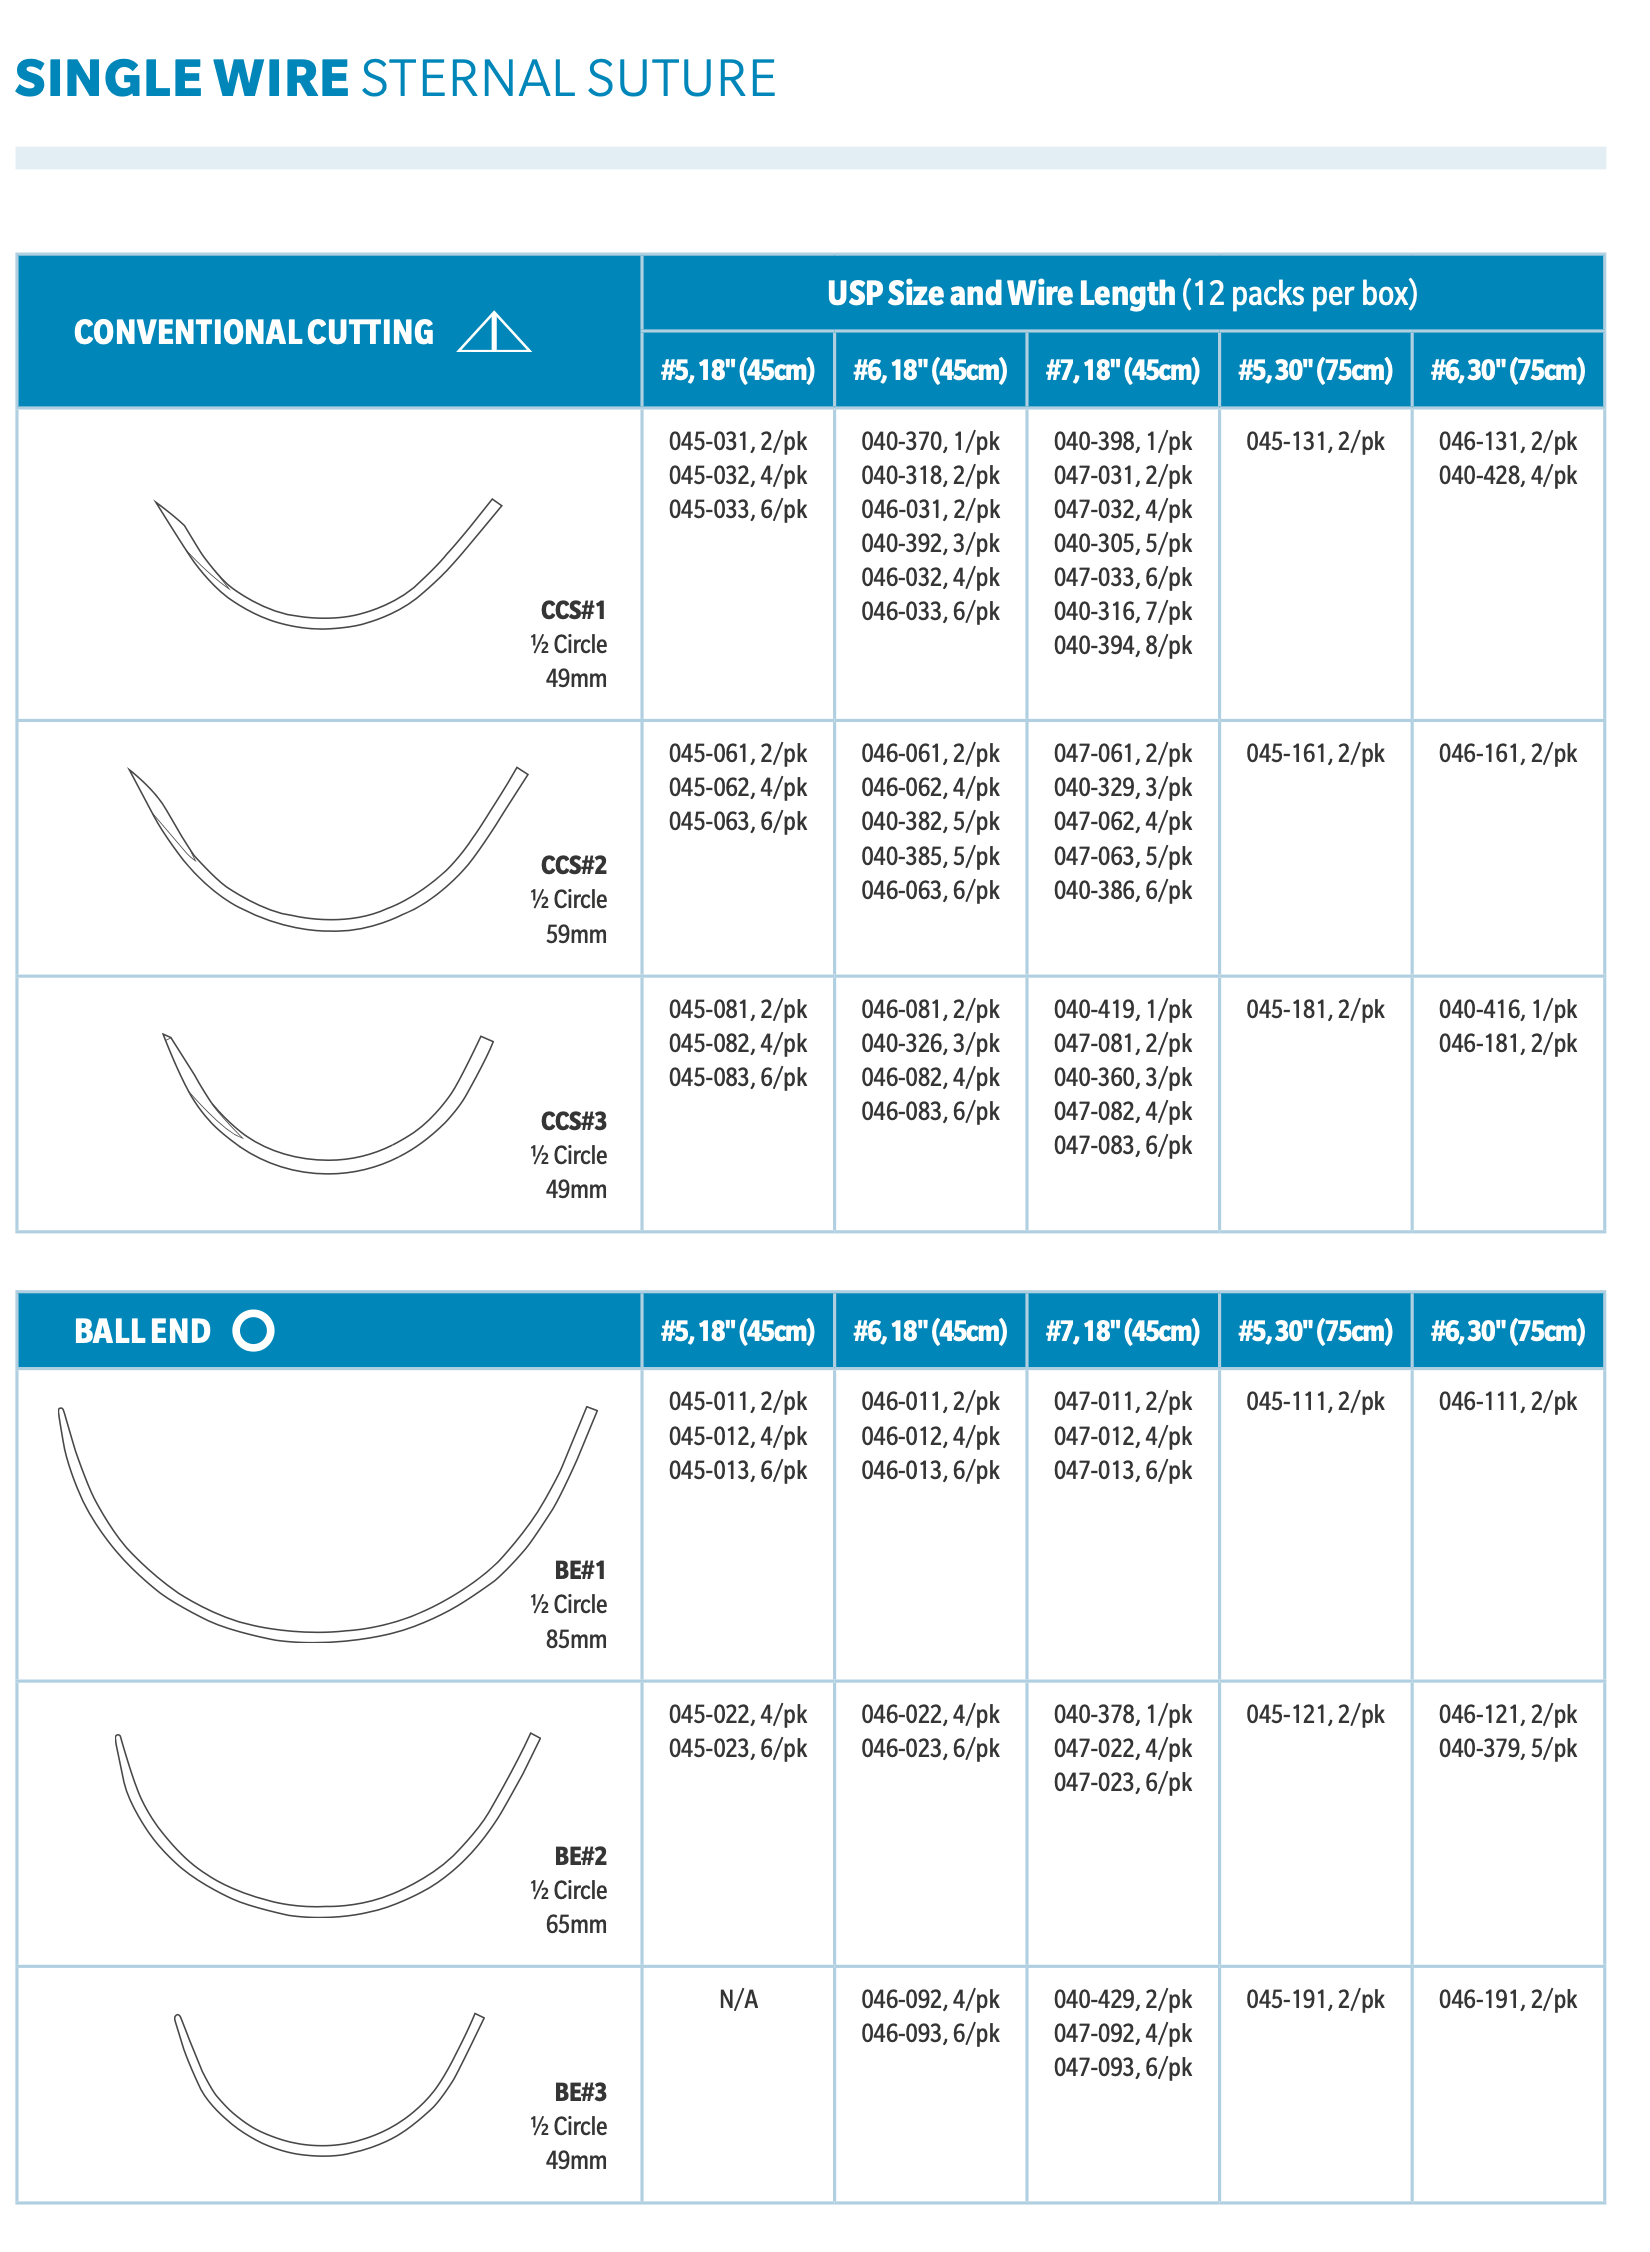 SINGLE WIRE STERNAL SUTURE
CONVENTIONAL CUTTING
USP Size and Wire Length (12 packs per box)
#5, 18" (45cm) #6, 18" (45cm) #7, 18" (45cm) #5, 30" (75cm) #6, 30" (75cm)
CCS#1
½ Circle
49mm
045-031, 2/pk
045-032, 4/pk
045-033, 6/pk
040-370, 1/pk
040-318, 2/pk
046-031, 2/pk
040-392, 3/pk
046-032, 4/pk
046-033, 6/pk
040-398, 1/pk
047-031, 2/pk
047-032, 4/pk
040-305, 5/pk
047-033, 6/pk
040-316, 7/pk
040-394, 8/pk
045-131, 2/pk
046-131, 2/pk
040-428, 4/pk
CCS#2
½ Circle
59mm
045-061, 2/pk
045-062, 4/pk
045-063, 6/pk
046-061, 2/pk
046-062, 4/pk
040-382, 5/pk
040-385, 5/pk
046-063, 6/pk
047-061, 2/pk
040-329, 3/pk
047-062, 4/pk
047-063, 5/pk
040-386, 6/pk
045-161, 2/pk
046-161, 2/pk
CCS#3
½ Circle
49mm
045-081, 2/pk
045-082, 4/pk
045-083, 6/pk
046-081, 2/pk
040-326, 3/pk
046-082, 4/pk
046-083, 6/pk
040-419, 1/pk
047-081, 2/pk
040-360, 3/pk
047-082, 4/pk
047-083, 6/pk
045-181, 2/pk
040-416, 1/pk
046-181, 2/pk
BALL END
#5, 18" (45cm) #6, 18" (45cm) #7, 18" (45cm) #5, 30" (75cm) #6, 30" (75cm)
BE#1
½ Circle
85mm
045-011, 2/pk
045-012, 4/pk
045-013, 6/pk
046-011, 2/pk
046-012, 4/pk
046-013, 6/pk
047-011, 2/pk
047-012, 4/pk
047-013, 6/pk
045-111, 2/pk
046-111, 2/pk
BE#2
½ Circle
65mm
045-022, 4/pk
045-023, 6/pk
046-022, 4/pk
046-023, 6/pk
040-378, 1/pk
047-022, 4/pk
047-023, 6/pk
045-121, 2/pk
046-121, 2/pk
040-379, 5/pk
BE#3
½ Circle
49mm
N/A
046-092, 4/pk
046-093, 6/pk
040-429, 2/pk
047-092, 4/pk
047-093, 6/pk
045-191, 2/pk
046-191, 2/pk